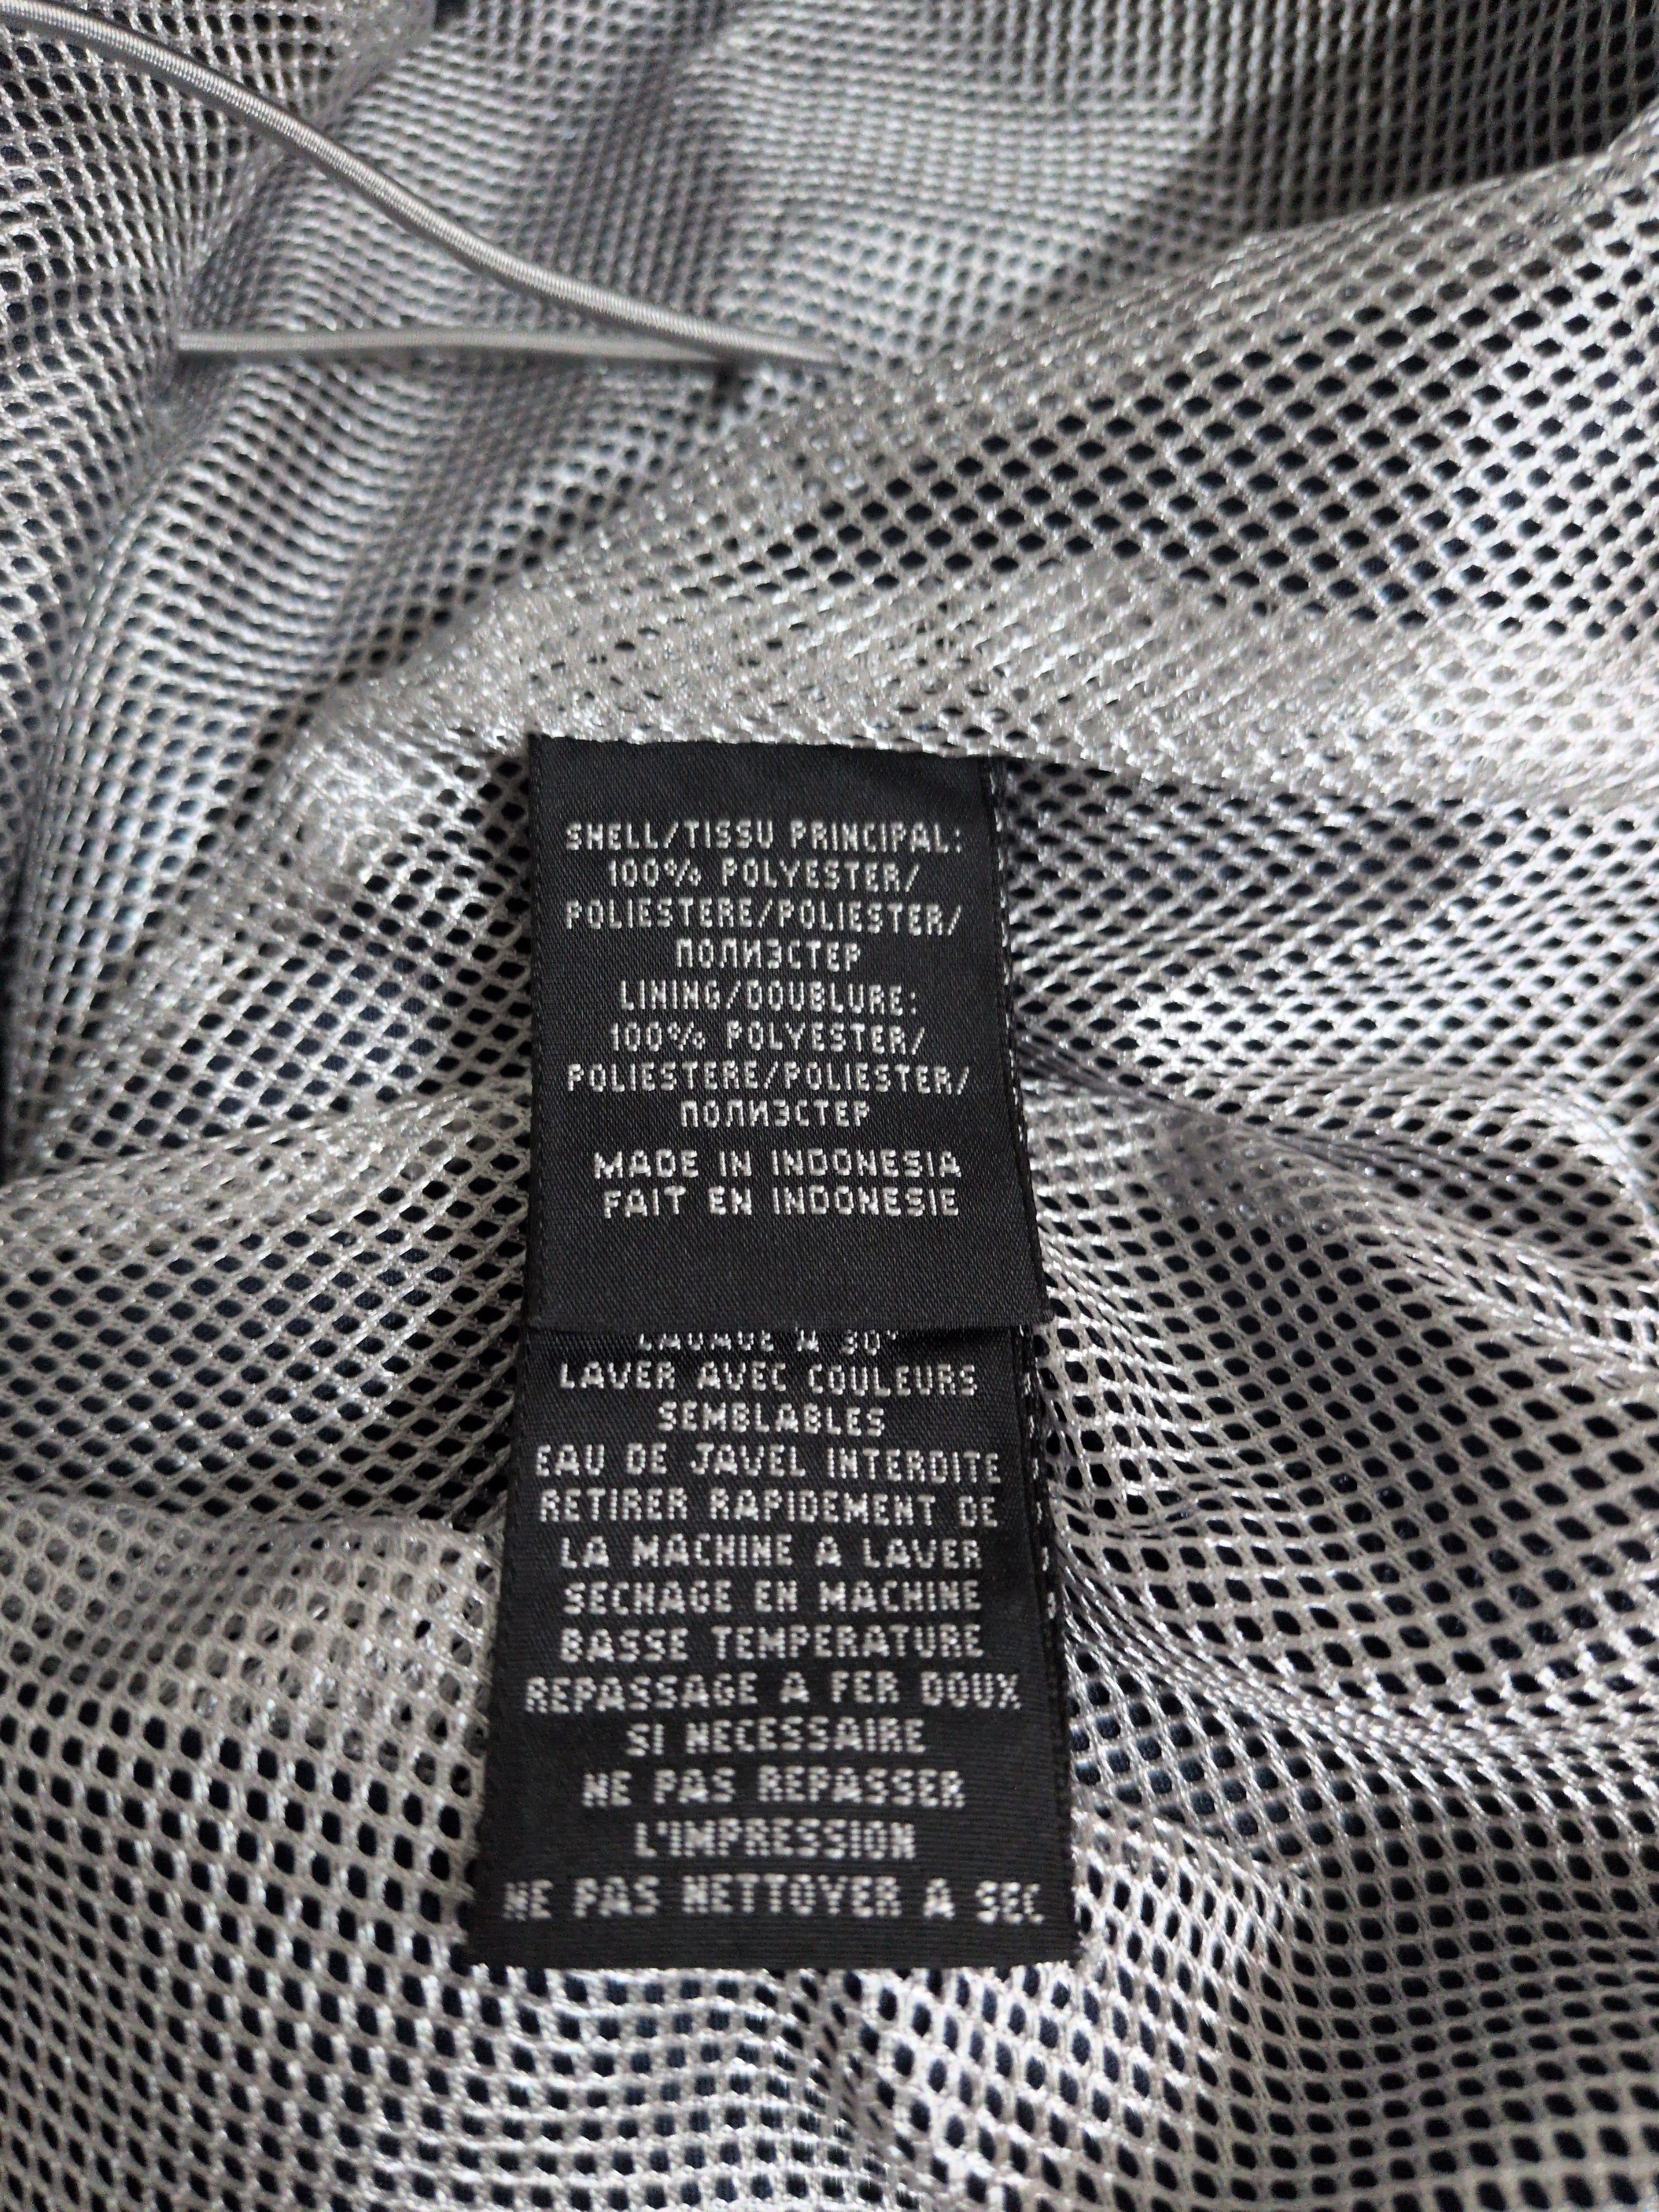 SHELL/TISSU PRINCIPAL:
100% POLYESTER/
POLIESTERE/POLIESTER/
ПОЛИЭСТЕР
LINING/DOUBLURE:
100% POLYESTER/
POLIESTERE/POLIESTER/
ПОЛИЭСТЕР
MADE IN INDONESIA
FAIT EN INDONESIE
LAVAGE A 30°
LAVER AVEC COULEURS
SEMBLABLES
EAU DE JAVEL INTERDITE
RETIRER RAPIDEMENT DE
LA MACHINE A LAVER
SECHAGE EN MACHINE
BASSE TEMPERATURE
REPASSAGE A FER DOUX
SI NECESSAIRE
NE PAS REPASSER
L'IMPRESSION
NE PAS NETTOYER A SEC